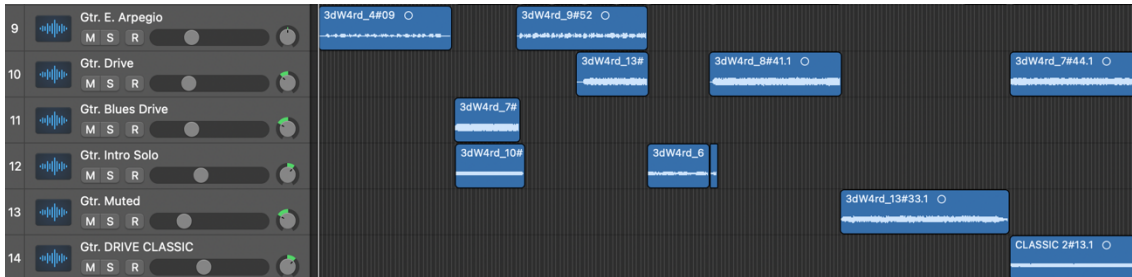 9 Gtr. E. Arpegio
M S R
3dW4rd_4#09 3dW4rd_9#52
10 Gtr. Drive
M S R
3dW4rd_13# 3dW4rd_8#41.1 3dW4rd_7#44.1
11 Gtr. Blues Drive
M S R
3dW4rd_7#
12 Gtr. Intro Solo
M S R
3dW4rd_10# 3dW4rd_6
13 Gtr. Muted
M S R
3dW4rd_13#33.1
14 Gtr. DRIVE CLASSIC
M S R
CLASSIC 2#13.1